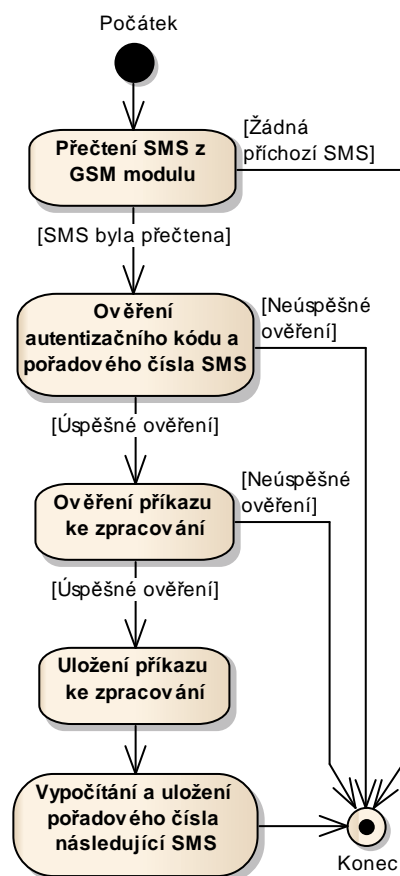 Počátek
Přečtení SMS z
GSM modulu
[Žádná
příchozí SMS]
[SMS byla přečtena]
Ověření
autentizačního kódu a
pořadového čísla SMS
[Neúspěšné
ověření]
[Úspěšné ověření]
Ověření příkazu
ke zpracování
[Neúspěšné
ověření]
[Úspěšné ověření]
Uložení příkazu
ke zpracování
Vypočítání a uložení
pořadového čísla
následující SMS
Konec